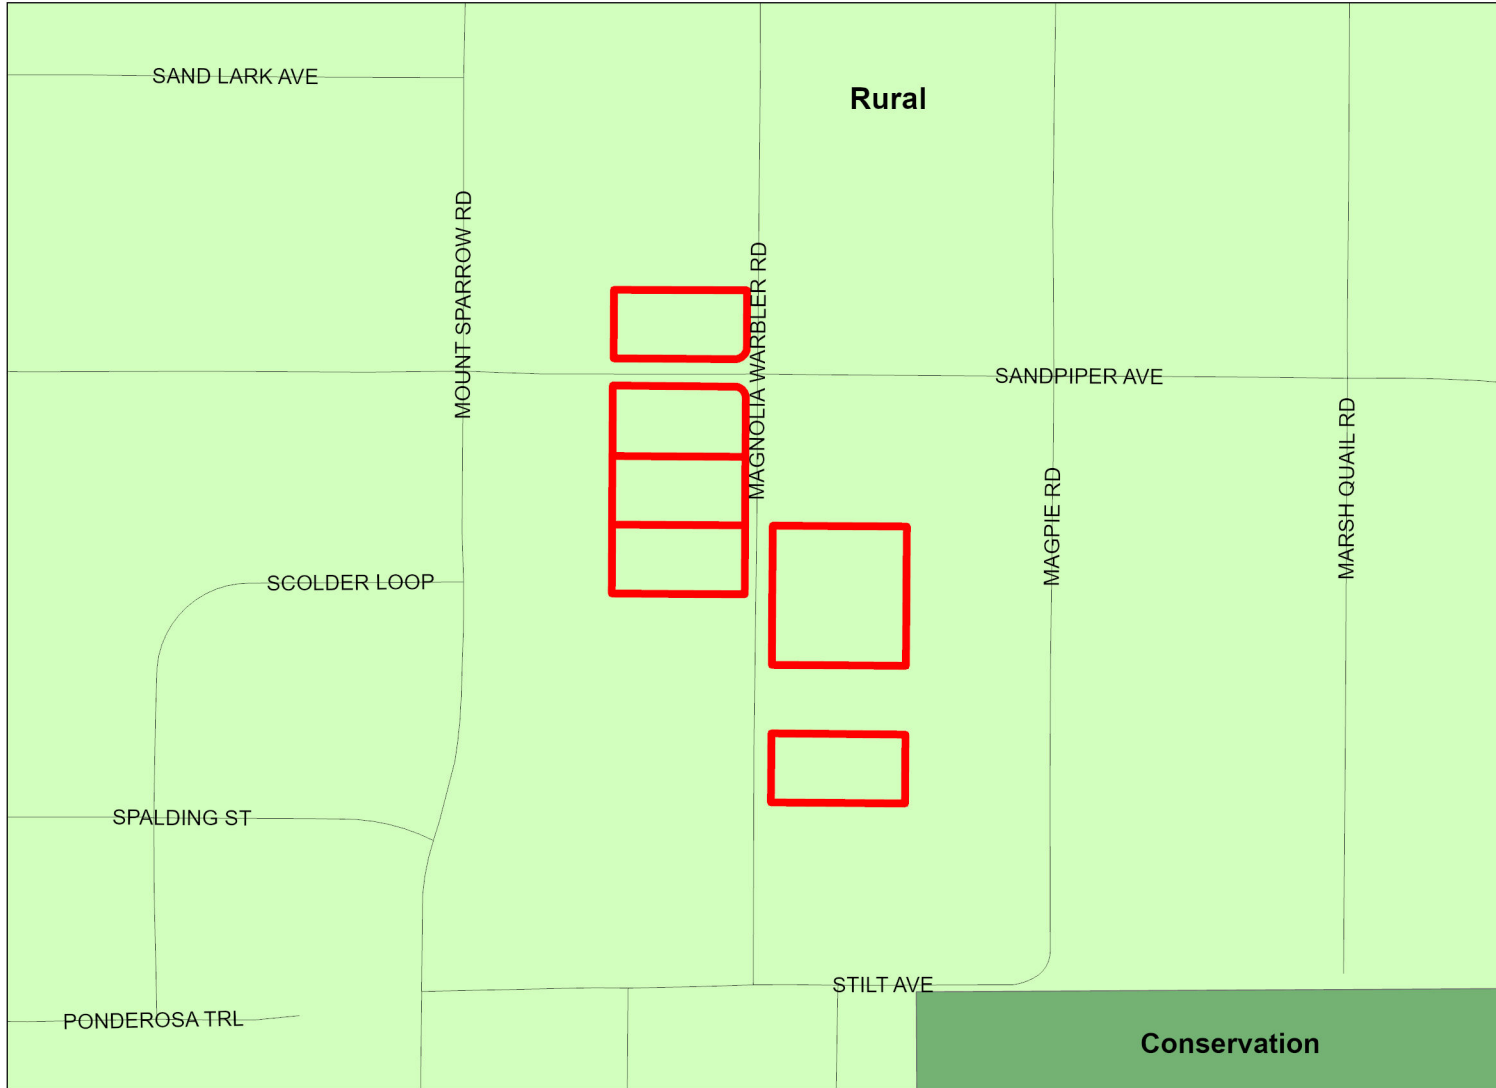 SAND LARK AVE
Rural
MOUNT SPARROW RD
MAGNOLIA WARBLER RD
SANDPIPER AVE
MARSH QUAIL RD
MAGPIE RD
SCOLDER LOOP
SPALDING ST
STILT AVE
PONDEROSA TRL
Conservation